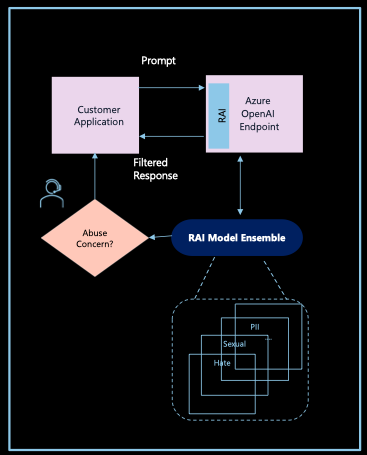 Prompt
Customer
Application
RAI
Azure
OpenAI
Endpoint
Filtered
Response
Abuse
Concern?
RAI Model Ensemble
PII
...
Sexual
Hate